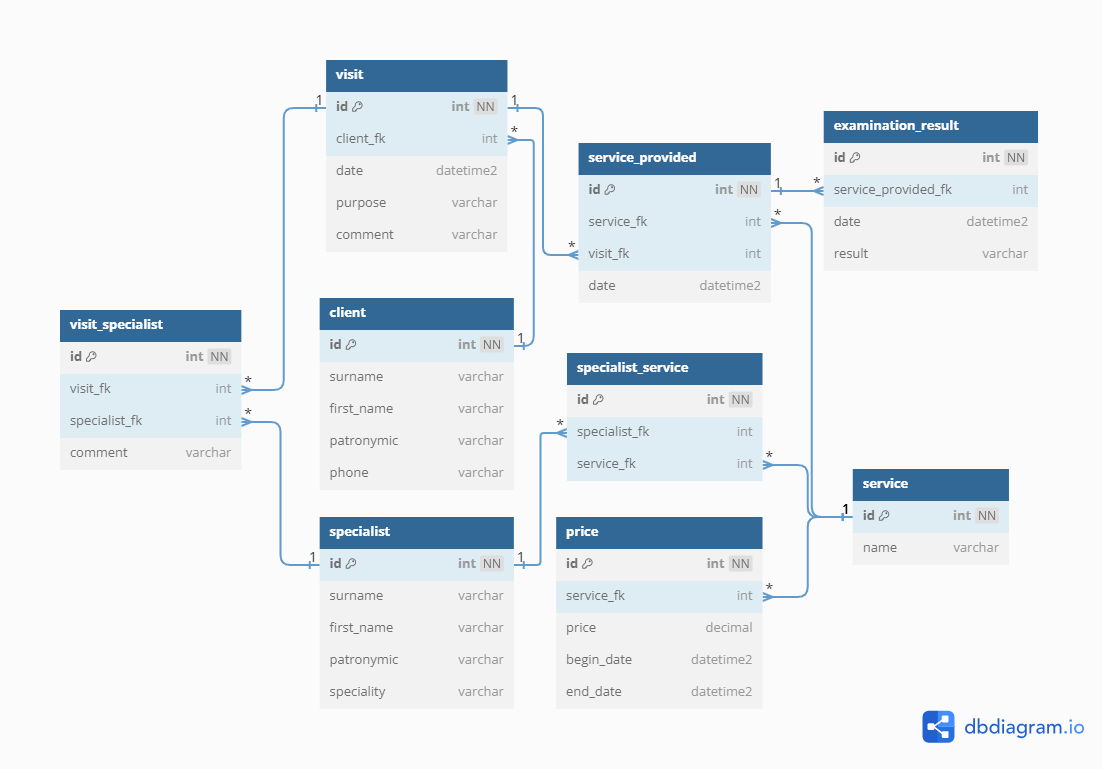 visit
id int NN
client_fk int
date datetime2
purpose varchar
comment varchar
1
1
*
examination_result
id int NN
service_provided_fk int
date datetime2
result varchar
*
service_provided
id int NN
service_fk int
visit_fk int
date datetime2
1
*
*
client
id int NN
surname varchar
first_name varchar
patronymic varchar
phone varchar
1
visit_specialist
id int NN
visit_fk int
specialist_fk int
comment varchar
*
*
specialist_service
id int NN
specialist_fk int
service_fk int
*
*
service
id int NN
name varchar
1
specialist
id int NN
surname varchar
first_name varchar
patronymic varchar
speciality varchar
1
1
price
id int NN
service_fk int
price decimal
begin_date datetime2
end_date datetime2
*
dbdiagram.io